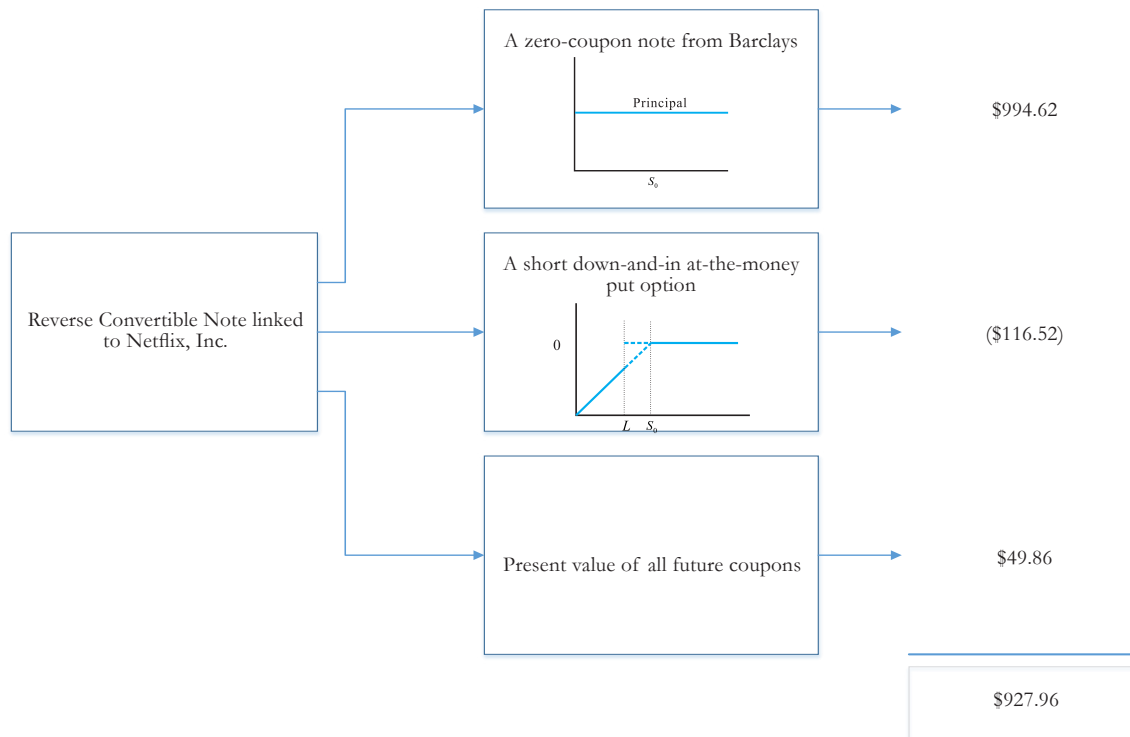 A zero-coupon note from Barclays
Principal
S₀
$994.62
Reverse Convertible Note linked
to Netflix, Inc.
A short down-and-in at-the-money
put option
0
L S₀
($116.52)
Present value of all future coupons
$49.86
$927.96